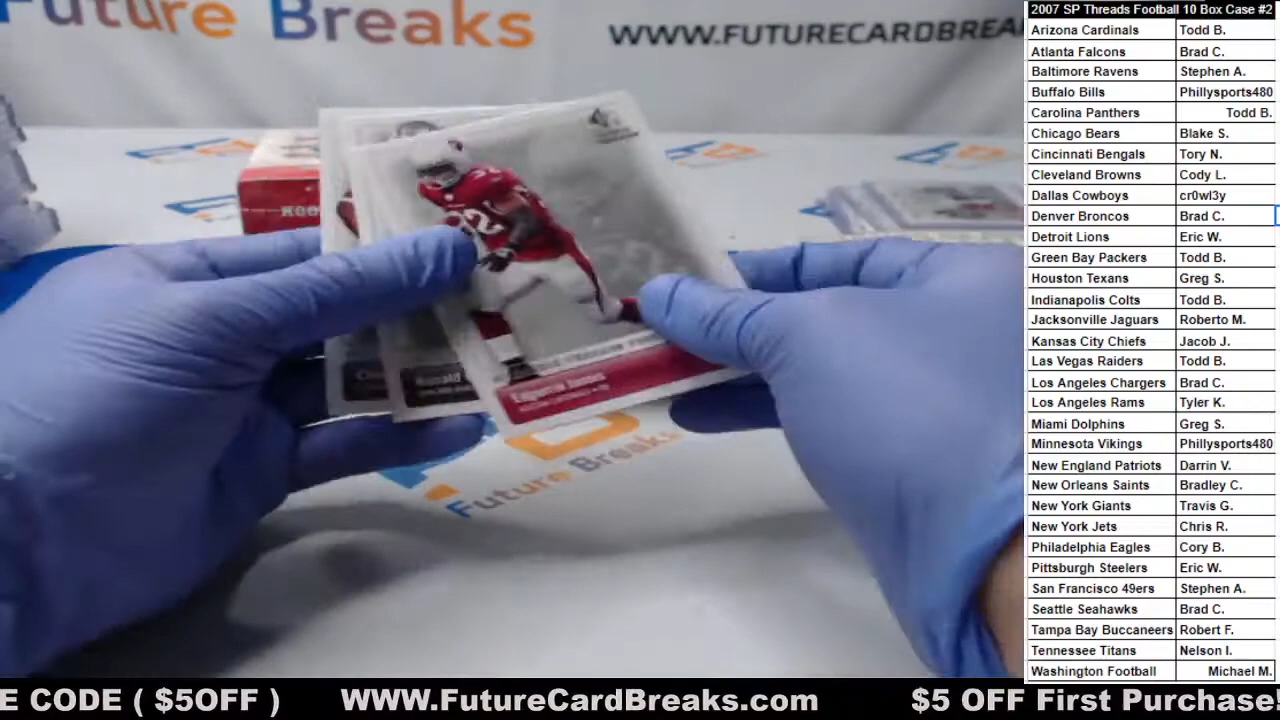 Future Breaks
WWW.FUTURECARDBREA
2007 SP Threads Football 10 Box Case #2
Arizona Cardinals Todd B.
Atlanta Falcons Brad C.
Baltimore Ravens Stephen A.
Buffalo Bills Phillysports480
Carolina Panthers Todd B.
Chicago Bears Blake S.
Cincinnati Bengals Tory N.
Cleveland Browns Cody L.
Dallas Cowboys cr0wl3y
Denver Broncos Brad C.
Detroit Lions Eric W.
Green Bay Packers Todd B.
Houston Texans Greg S.
Indianapolis Colts Todd B.
Jacksonville Jaguars Roberto M.
Kansas City Chiefs Jacob J.
Las Vegas Raiders Todd B.
Los Angeles Chargers Brad C.
Los Angeles Rams Tyler K.
Miami Dolphins Greg S.
Minnesota Vikings Phillysports480
New England Patriots Darrin V.
New Orleans Saints Bradley C.
New York Giants Travis G.
New York Jets Chris R.
Philadelphia Eagles Cory B.
Pittsburgh Steelers Eric W.
San Francisco 49ers Stephen A.
Seattle Seahawks Brad C.
Tampa Bay Buccaneers Robert F.
Tennessee Titans Nelson I.
Washington Football Michael M.
32
Ronald
Edgerrin James
Future Breaks
E CODE ( $5OFF ) WWW.FutureCardBreaks.com $5 OFF First Purchase!